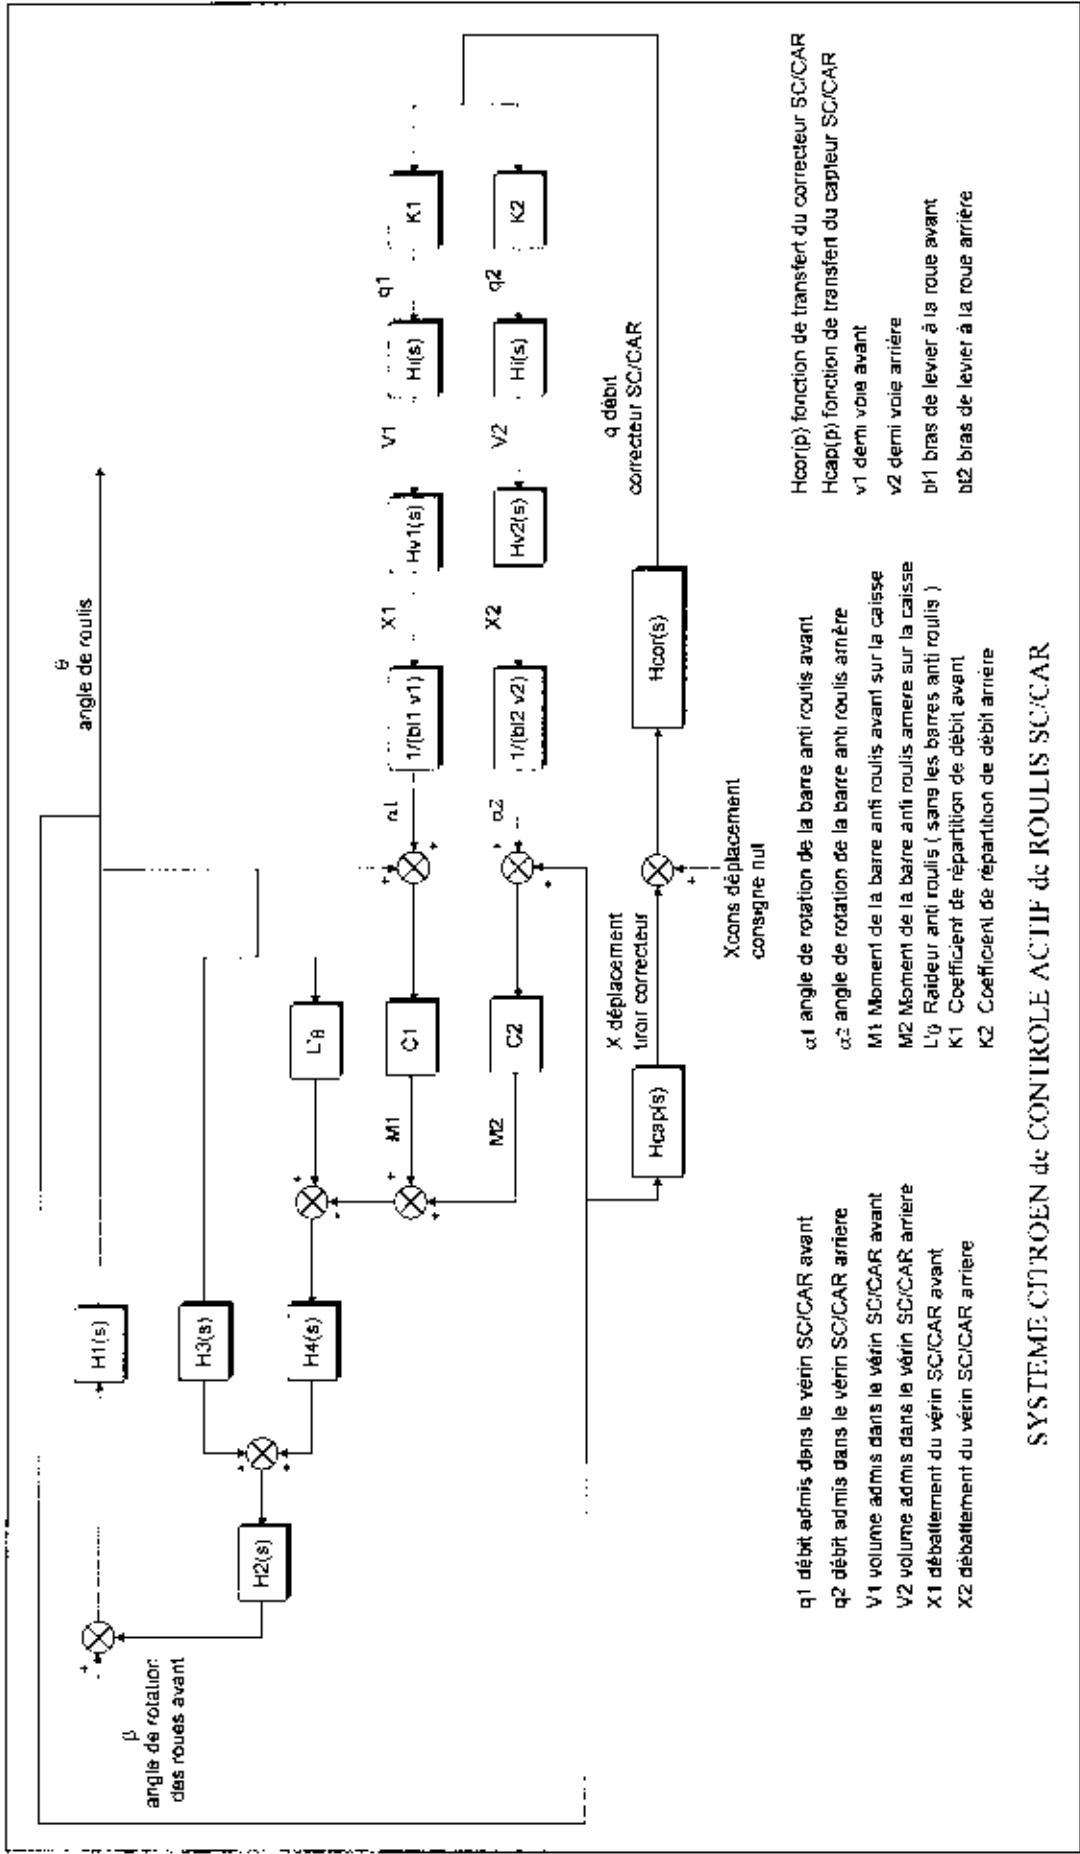 θ
angle de roulis
β
angle de rotation
des roues avant
H1(s)
H2(s)
H3(s)
H4(s)
L'θ
M1
C1
α1
1/(bl1 v1)
X1
Hv1(s)
V1
Hi(s)
q1
K1
M2
C2
α2
1/(bl2 v2)
X2
Hv2(s)
V2
Hi(s)
q2
K2
Hcap(s)
X déplacement
tiroir correcteur
Xcons déplacement
consigne nul
Hcor(s)
q débit
correcteur SC/CAR
q1 débit admis dans le vérin SC/CAR avant
q2 débit admis dans le vérin SC/CAR arriere
V1 volume admis dans le vérin SC/CAR avant
V2 volume admis dans le vérin SC/CAR arriere
X1 débattement du vérin SC/CAR avant
X2 débattement du vérin SC/CAR arriere
α1 angle de rotation de la barre anti roulis avant
α2 angle de rotation de la barre anti roulis arrière
M1 Moment de la barre anti roulis avant sur la caisse
M2 Moment de la barre anti roulis arriere sur la caisse
L'θ Raideur anti roulis ( sans les barres anti roulis )
K1 Coefficient de répartition de débit avant
K2 Coefficient de répartition de débit arrière
Hcor(p) fonction de transfert du correcteur SC/CAR
Hcap(p) fonction de transfert du capteur SC/CAR
v1 demi voie avant
v2 demi voie arrière
bl1 bras de levier à la roue avant
bl2 bras de levier à la roue arrière
SYSTEME CITROEN de CONTROLE ACTIF de ROULIS SC/CAR